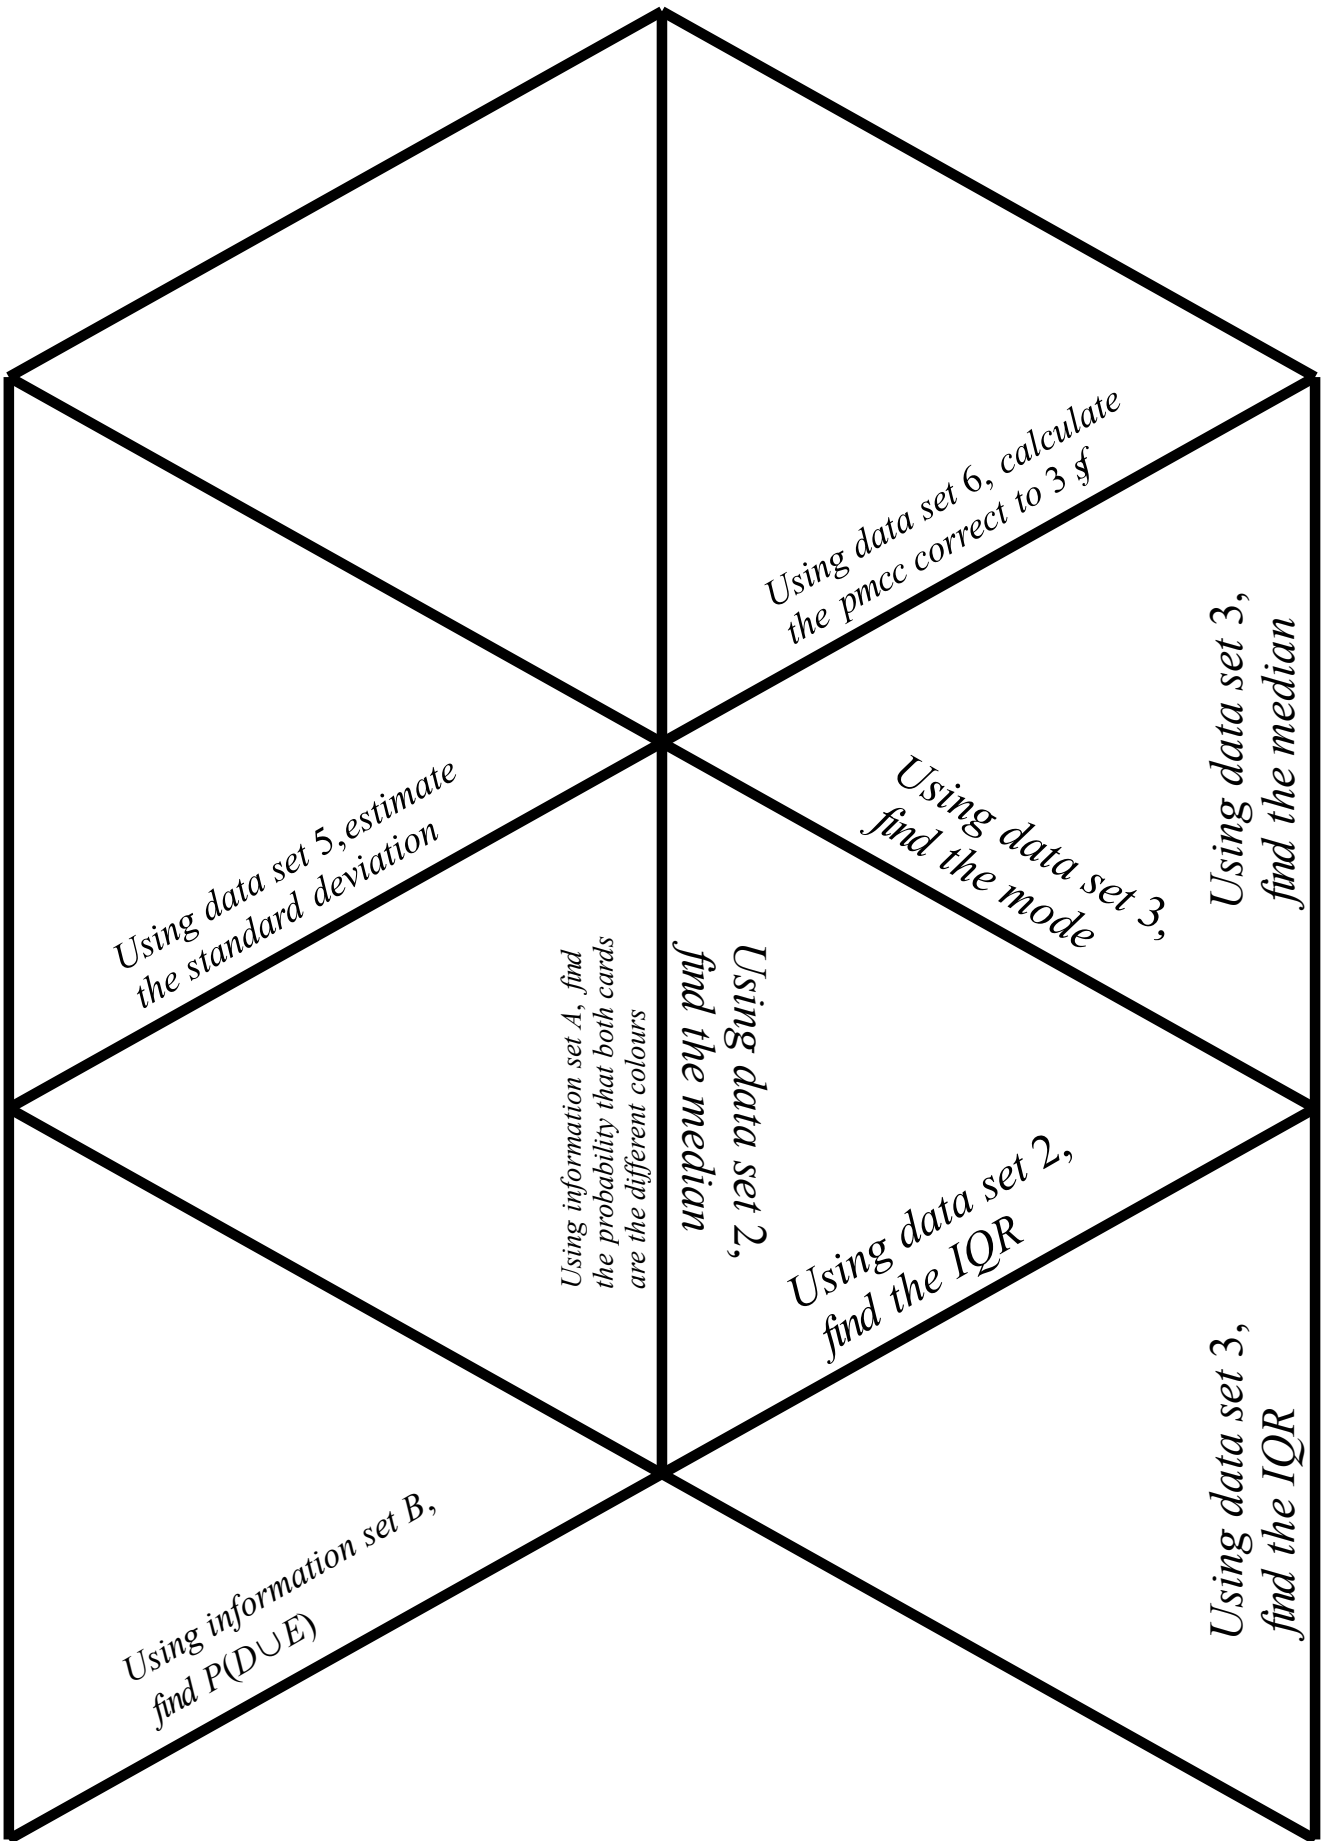 Using data set 6, calculate
the pmcc correct to 3 sf
Using data set 3,
find the median
Using data set 3,
find the mode
Using data set 5,estimate
the standard deviation
Using information set A, find
the probability that both cards
are the different colours
Using data set 2,
find the median
Using data set 2,
find the IQR
Using data set 3,
find the IQR
Using information set B,
find P(D∪E)